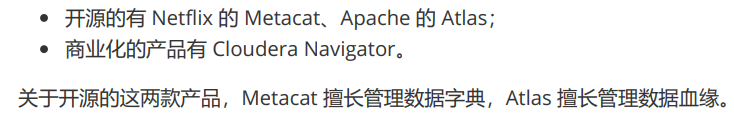 • 开源的有 Netflix 的 Metacat、Apache 的 Atlas；
• 商业化的产品有 Cloudera Navigator。
关于开源的这两款产品，Metacat 擅长管理数据字典，Atlas 擅长管理数据血缘。